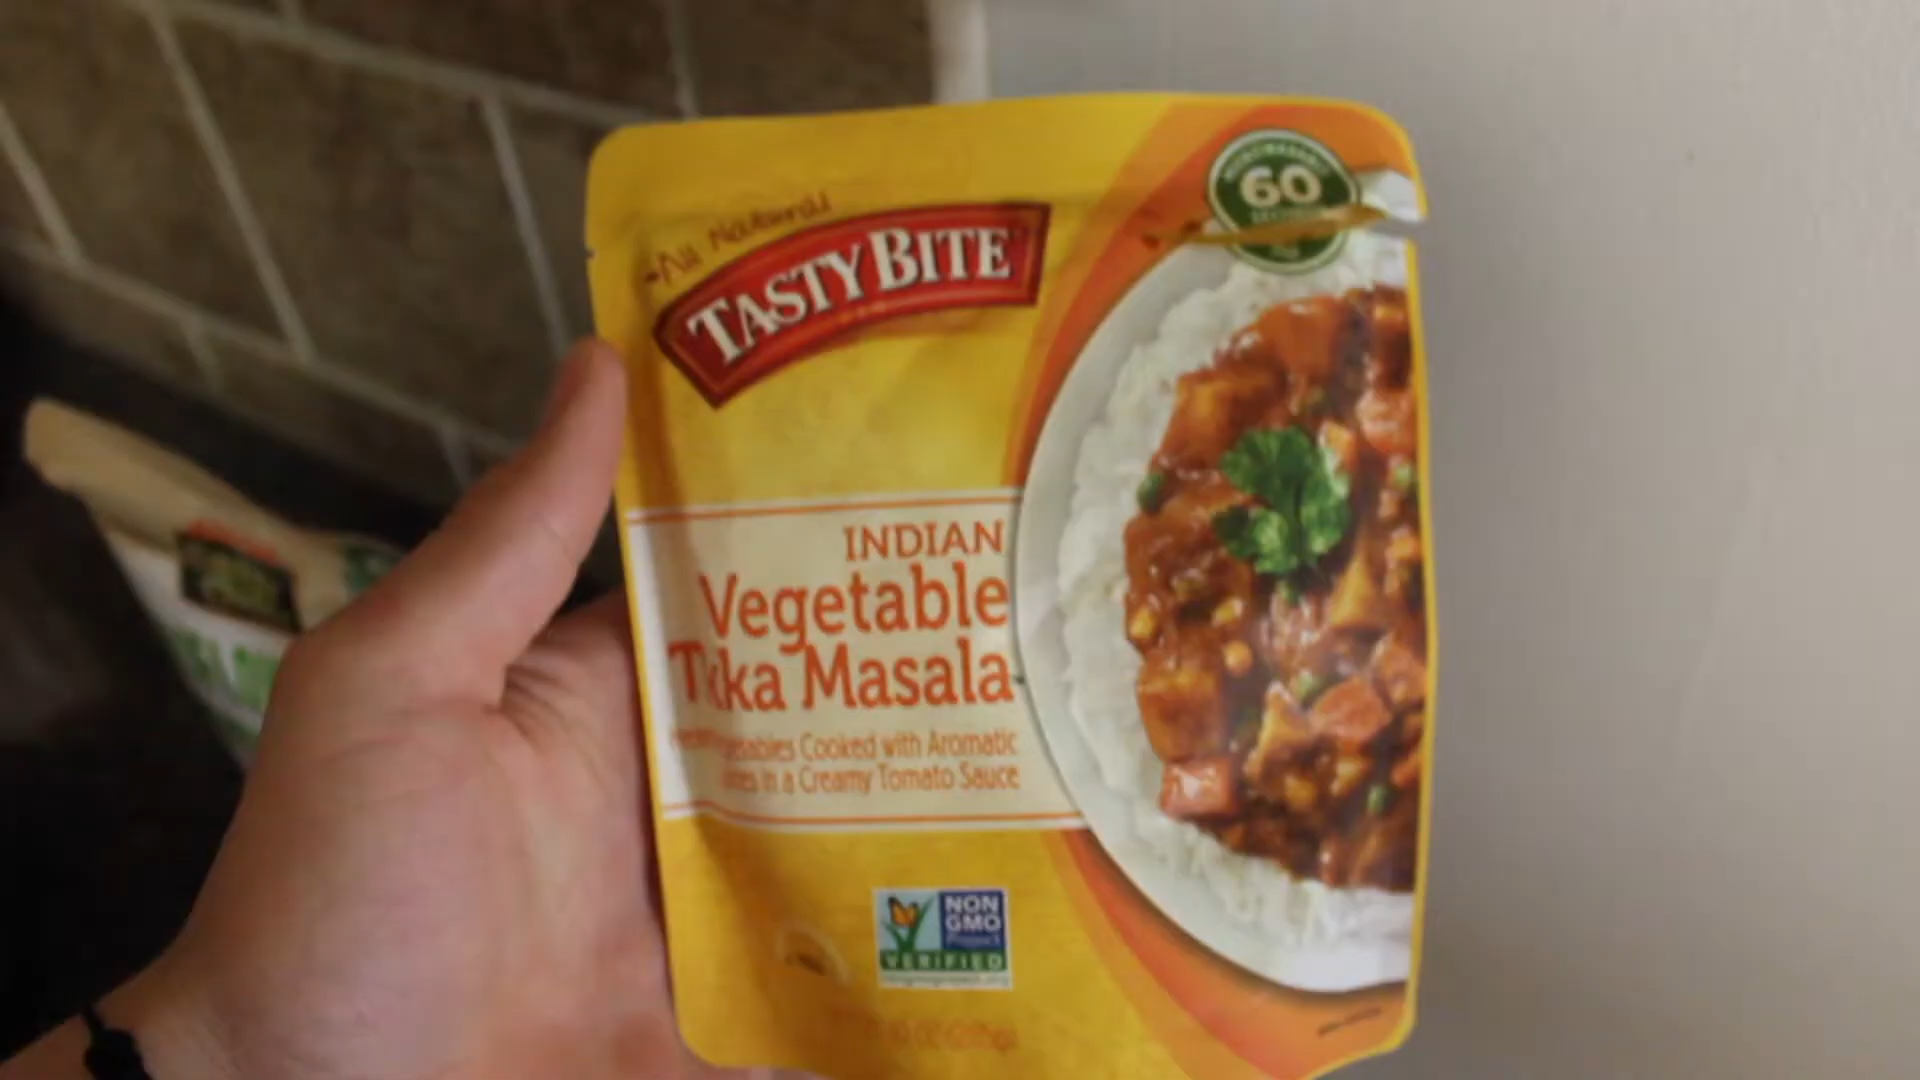 All Natural
TASTY BITE
60
INDIAN
Vegetable
Tikka Masala
Cooked with Aromatic
in a Creamy Tomato Sauce
NON
GMO
Project
VERIFIED